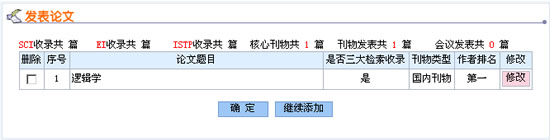 发表论文
SCI收录共 篇 EI收录共 篇 ISTP收录共 篇 核心刊物共 1 篇 刊物发表共 1 篇 会议发表共 0 篇
删除 序号 论文题目 是否三大检索收录 刊物类型 作者排名 修改
1 逻辑学 是 国内刊物 第一 修改
确 定 继续添加